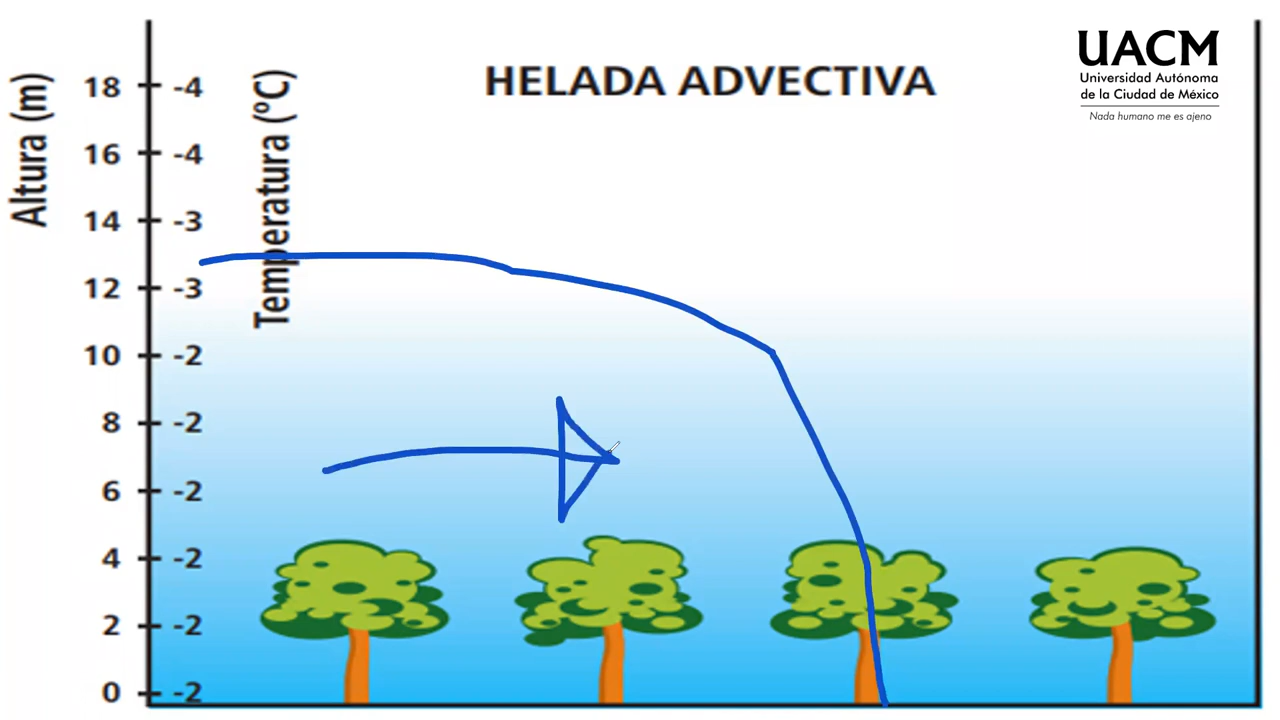 HELADA ADVECTIVA
UACM
Universidad Autónoma
de la Ciudad de México
Nada humano me es ajeno
Altura (m)
Temperatura (ºC)
18 -4
16 -4
14 -3
12 -3
10 -2
8 -2
6 -2
4 -2
2 -2
0 -2